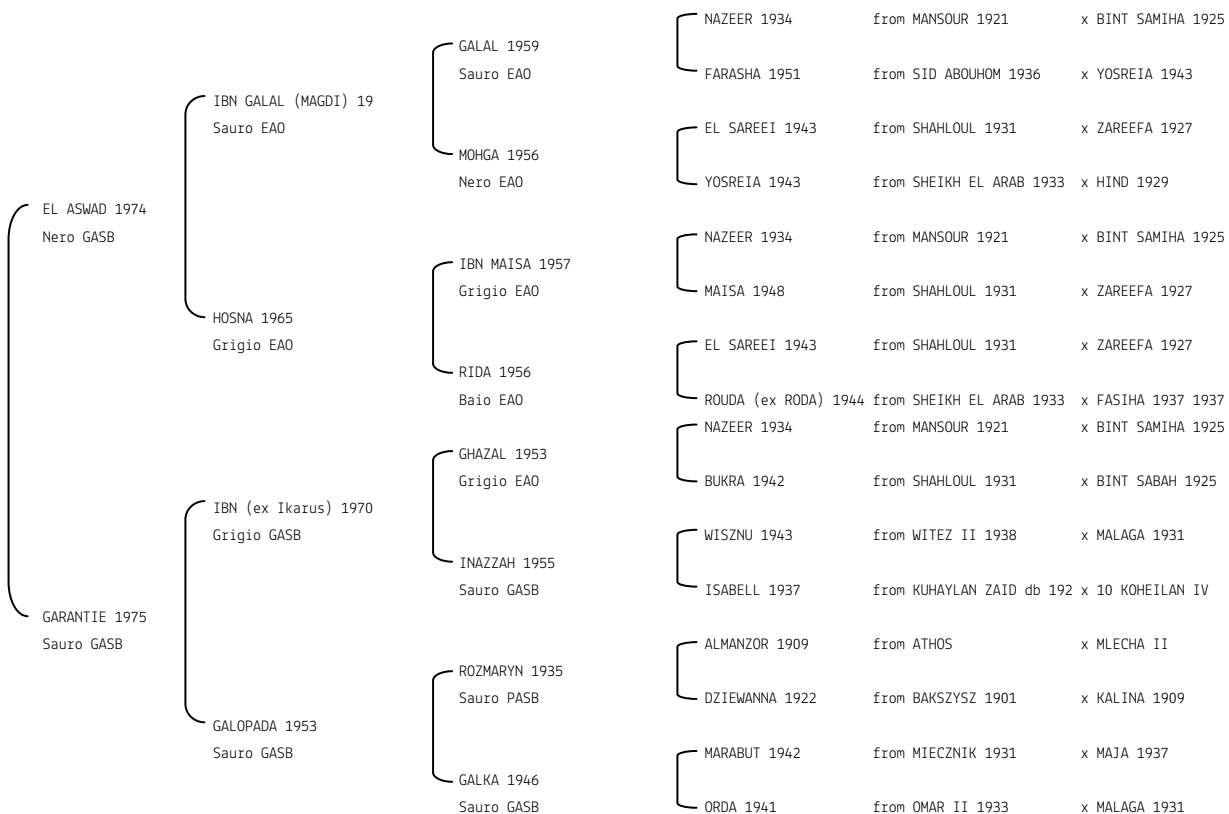 NAZEER 1934 from MANSOUR 1921 x BINT SAMIHA 1925
GALAL 1959
Sauro EAO
FARASHA 1951 from SID ABOUHOM 1936 x YOSREIA 1943
IBN GALAL (MAGDI) 19
Sauro EAO
EL SAREEI 1943 from SHAHLOUL 1931 x ZAREEFA 1927
MOHGA 1956
Nero EAO
YOSREIA 1943 from SHEIKH EL ARAB 1933 x HIND 1929
EL ASWAD 1974
Nero GASB
NAZEER 1934 from MANSOUR 1921 x BINT SAMIHA 1925
IBN MAISA 1957
Grigio EAO
MAISA 1948 from SHAHLOUL 1931 x ZAREEFA 1927
HOSNA 1965
Grigio EAO
EL SAREEI 1943 from SHAHLOUL 1931 x ZAREEFA 1927
RIDA 1956
Baio EAO
ROUDA (ex RODA) 1944 from SHEIKH EL ARAB 1933 x FASIHA 1937 1937
NAZEER 1934 from MANSOUR 1921 x BINT SAMIHA 1925
GHAZAL 1953
Grigio EAO
BUKRA 1942 from SHAHLOUL 1931 x BINT SABAH 1925
IBN (ex Ikarus) 1970
Grigio GASB
WISZNU 1943 from WITEZ II 1938 x MALAGA 1931
INAZZAH 1955
Sauro GASB
ISABELL 1937 from KUHAYLAN ZAID db 192 x 10 KOHEILAN IV
GARANTIE 1975
Sauro GASB
ALMANZOR 1909 from ATHOS x MLECHA II
ROZMARYN 1935
Sauro PASB
DZIEWANNA 1922 from BAKSZYSZ 1901 x KALINA 1909
GALOPADA 1953
Sauro GASB
MARABUT 1942 from MIECZNIK 1931 x MAJA 1937
GALKA 1946
Sauro GASB
ORDA 1941 from OMAR II 1933 x MALAGA 1931